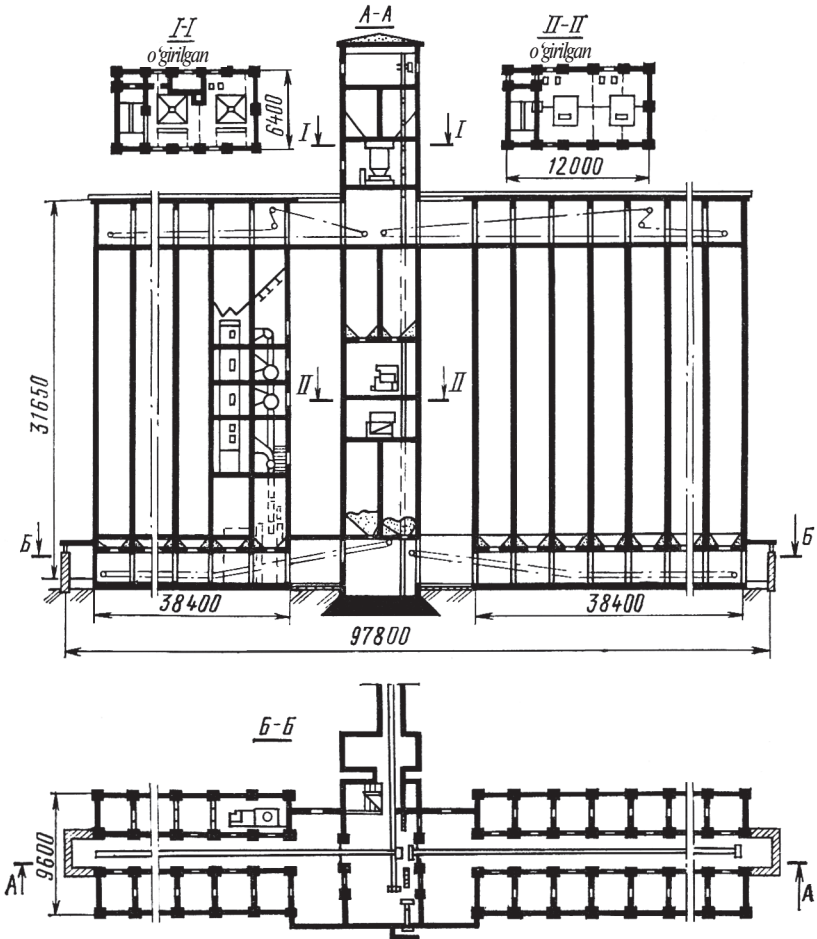 I-I
o‘girilgan
A-A
II-II
o‘girilgan
6400
I
I
12000
31650
II
II
Б
Б
38400
38400
97800
Б-Б
9600
A
A